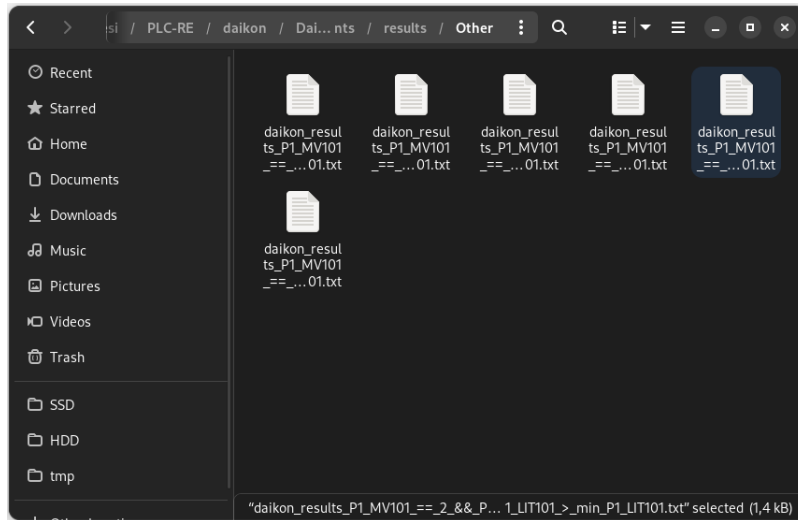 si / PLC-RE / daikon / Dai... nts / results / Other
Recent
Starred
Home
Documents
Downloads
Music
Pictures
Videos
Trash
SSD
HDD
tmp
daikon_resul
ts_P1_MV101
_==_...01.txt
daikon_resul
ts_P1_MV101
_==_...01.txt
daikon_resul
ts_P1_MV101
_==_...01.txt
daikon_resul
ts_P1_MV101
_==_...01.txt
daikon_resul
ts_P1_MV101
_==_...01.txt
daikon_resul
ts_P1_MV101
_==_...01.txt
"daikon_results_P1_MV101_==_2_&&_P... 1_LIT101_>_min_P1_LIT101.txt" selected (1,4 kB)